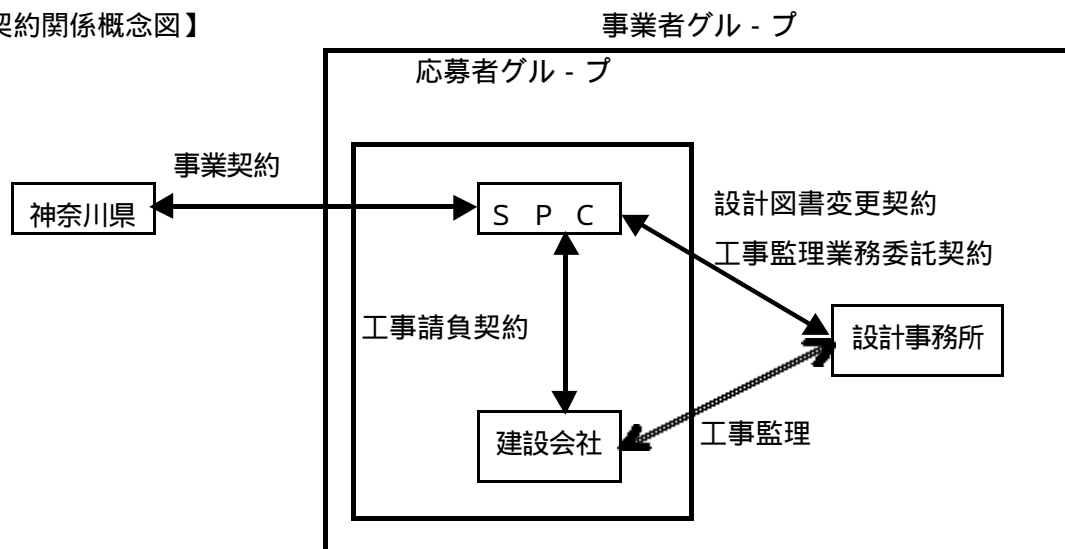 契約関係概念図】
事業者グル-プ
応募者グル-プ
事業契約
神奈川県
ＳＰＣ
設計図書変更契約
工事監理業務委託契約
工事請負契約
設計事務所
建設会社
工事監理